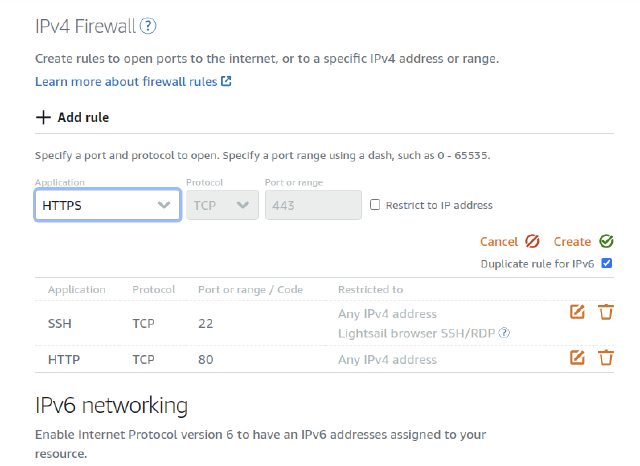 IPv4 Firewall ?
Create rules to open ports to the internet, or to a specific IPv4 address or range.
Learn more about firewall rules
+ Add rule
Specify a port and protocol to open. Specify a port range using a dash, such as 0 - 65535.
Application Protocol Port or range
HTTPS TCP 443 Restrict to IP address
Cancel Create
Duplicate rule for IPv6
Application Protocol Port or range / Code Restricted to
SSH TCP 22 Any IPv4 address
Lightsail browser SSH/RDP ?
HTTP TCP 80 Any IPv4 address
IPv6 networking
Enable Internet Protocol version 6 to have an IPv6 addresses assigned to your
resource.